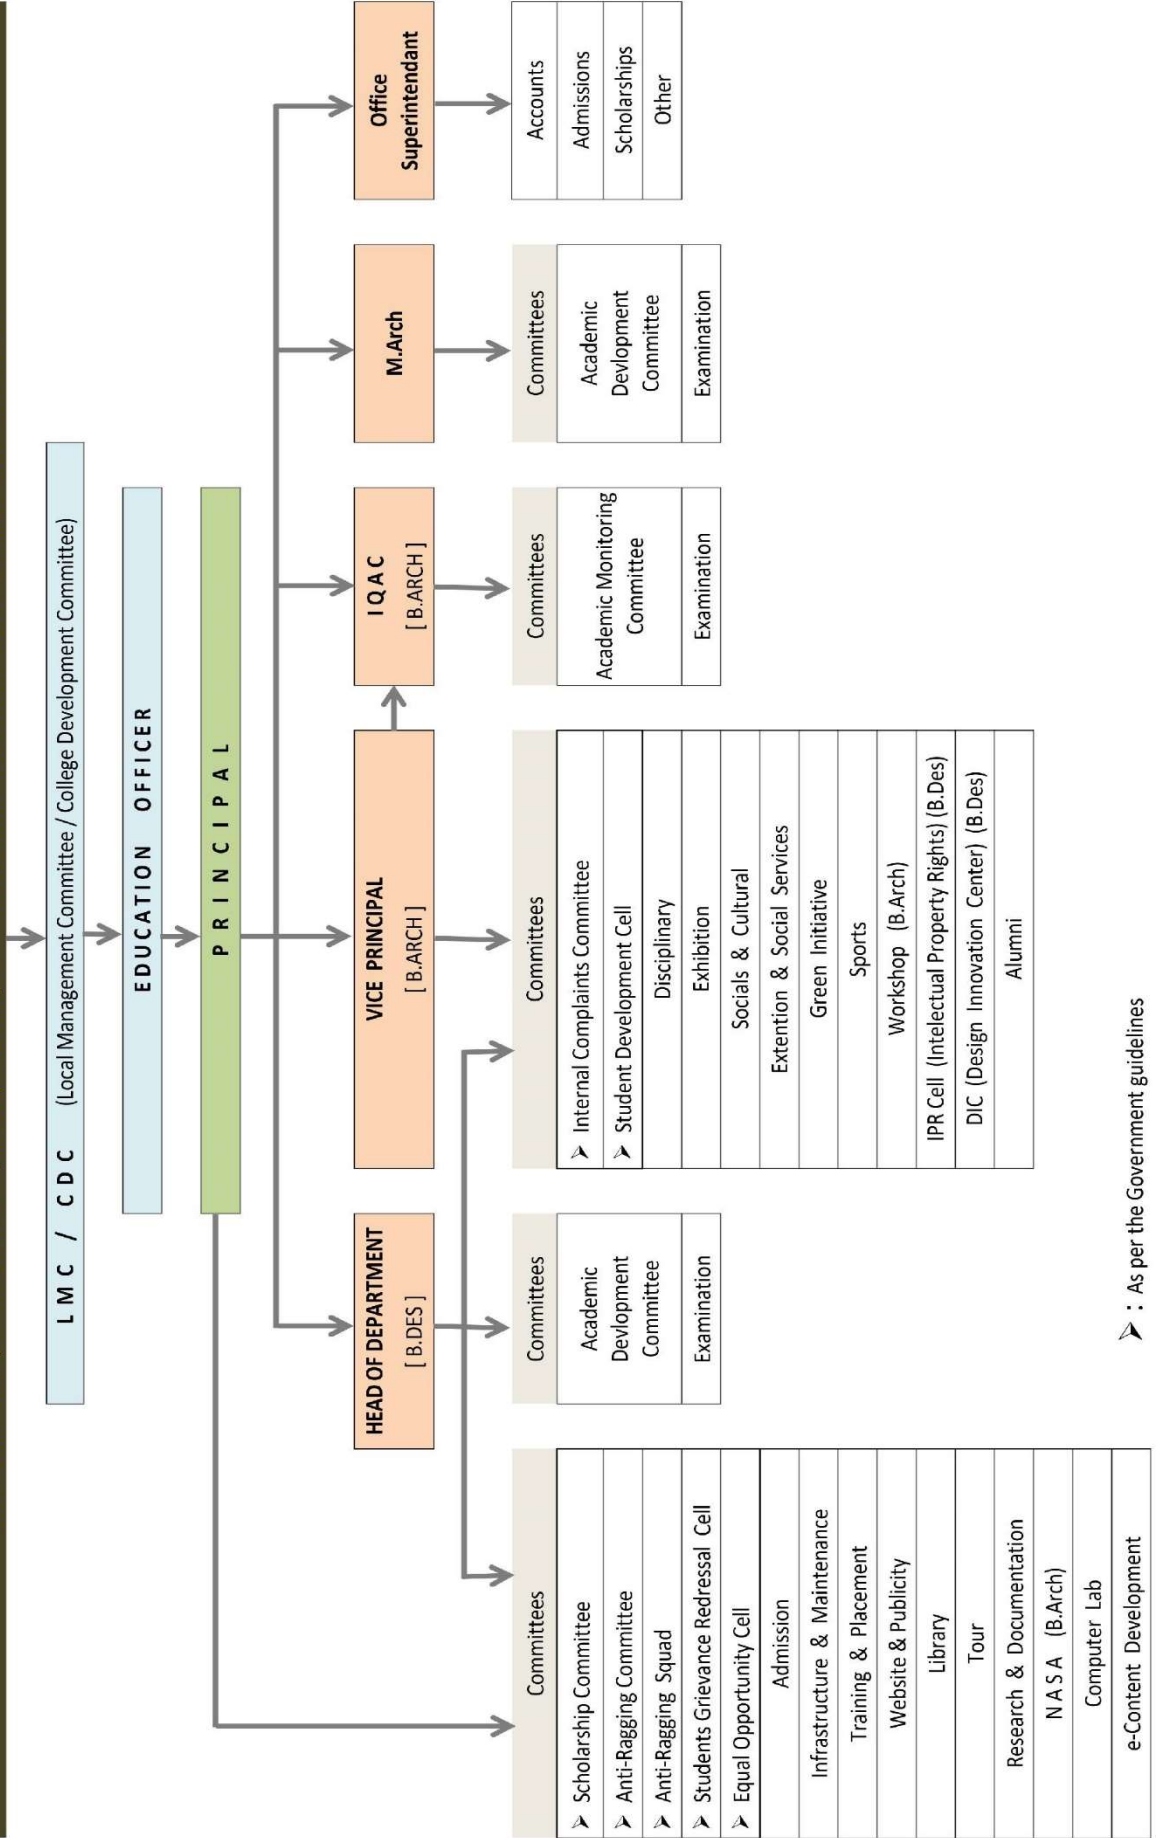 L M C / C D C (Local Management Committee / College Development Committee)
EDUCATION OFFICER
P R I N C I P A L
HEAD OF DEPARTMENT
[ B.DES ]
VICE PRINCIPAL
[ B.ARCH ]
I Q A C
[ B.ARCH ]
M.Arch
Office
Superintendant
Committees
➢ Scholarship Committee
➢ Anti-Ragging Committee
➢ Anti-Ragging Squad
➢ Students Grievance Redressal Cell
➢ Equal Opportunity Cell
Admission
Infrastructure & Maintenance
Training & Placement
Website & Publicity
Library
Tour
Research & Documentation
N A S A (B.Arch)
Computer Lab
e-Content Development
Committees
Academic
Devlopment
Committee
Examination
Committees
➢ Internal Complaints Committee
➢ Student Development Cell
Disciplinary
Exhibition
Socials & Cultural
Extention & Social Services
Green Initiative
Sports
Workshop (B.Arch)
IPR Cell (Intelectual Property Rights) (B.Des)
DIC (Design Innovation Center) (B.Des)
Alumni
Committees
Academic Monitoring
Committee
Examination
Committees
Academic
Devlopment
Committee
Examination
Accounts
Admissions
Scholarships
Other
➢ : As per the Government guidelines